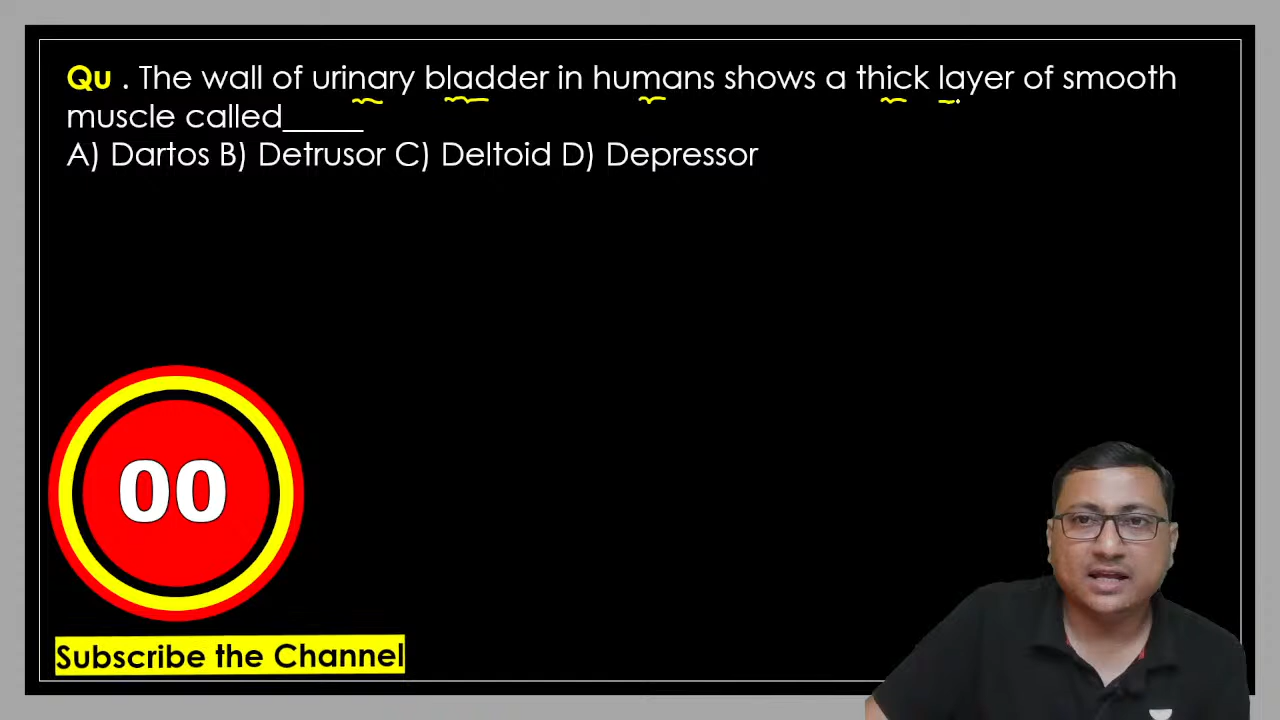 Qu . The wall of urinary bladder in humans shows a thick layer of smooth
muscle called_____
A) Dartos B) Detrusor C) Deltoid D) Depressor
00
Subscribe the Channel